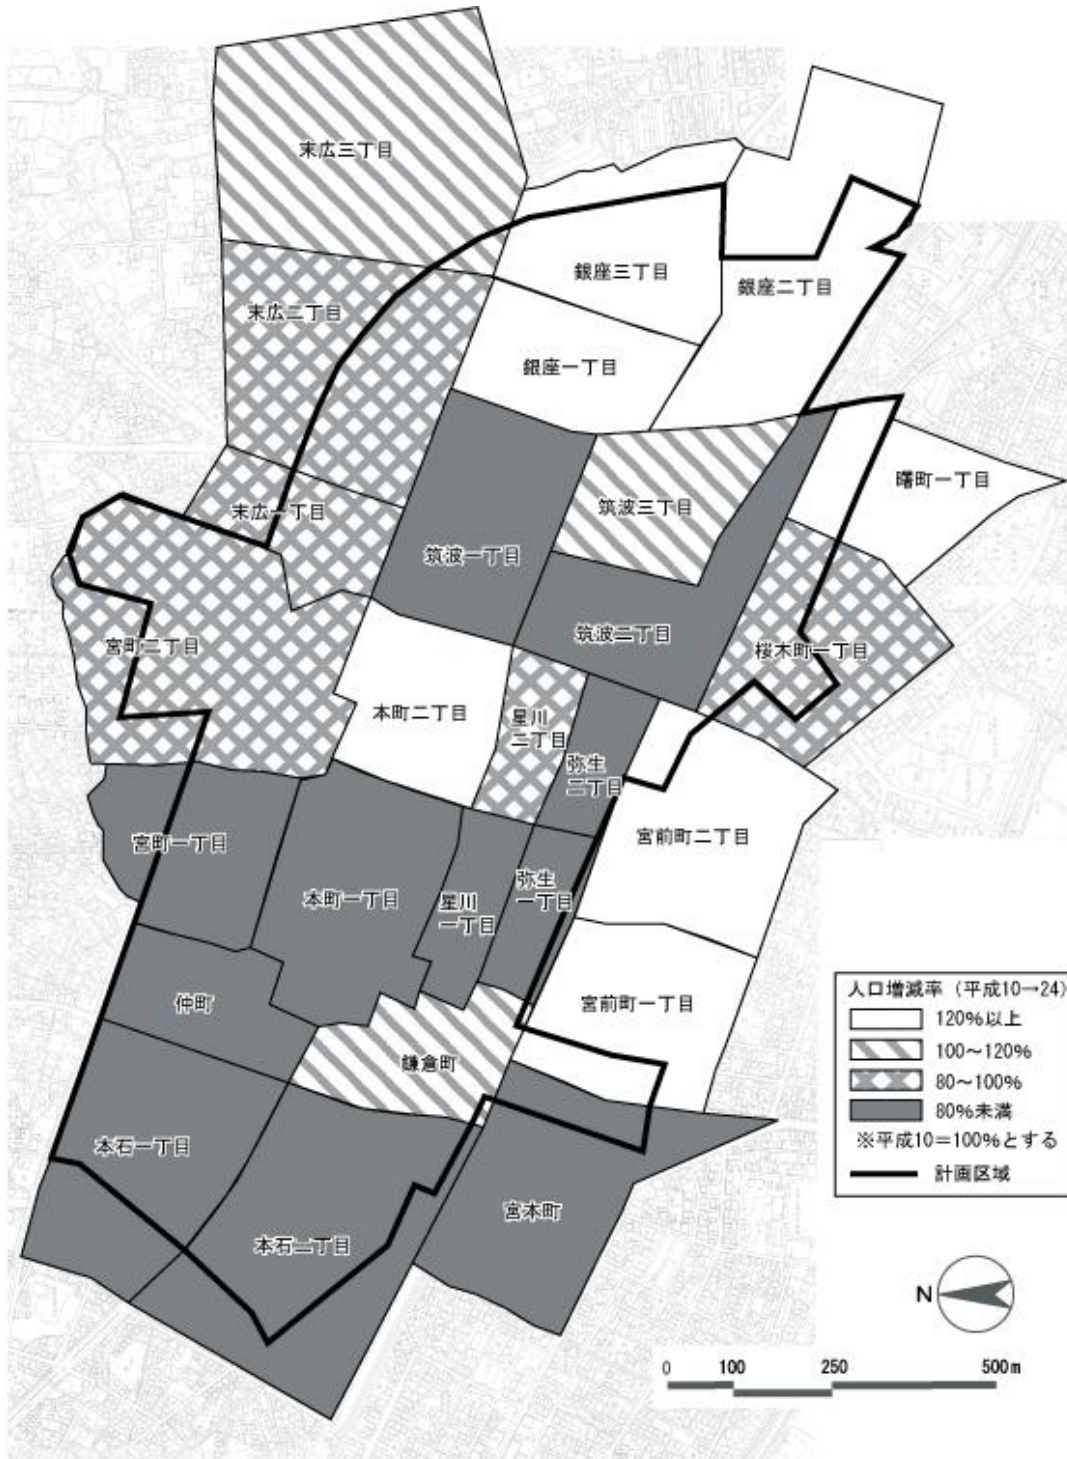 末広三丁目
銀座三丁目
銀座二丁目
末広二丁目
銀座一丁目
曙町一丁目
筑波三丁目
末広一丁目
筑波一丁目
筑波二丁目
宮町二丁目
桜木町一丁目
本町二丁目
星川
二丁目
弥生
二丁目
宮前町二丁目
宮町一丁目
本町一丁目
星川
一丁目
弥生
一丁目
仲町
宮前町一丁目
鎌倉町
本石一丁目
宮本町
本石二丁目
人口増減率（平成10→24）
120％以上
100～120％
80～100％
80％未満
※平成10＝100％とする
計画区域
N
0 100 250 500m